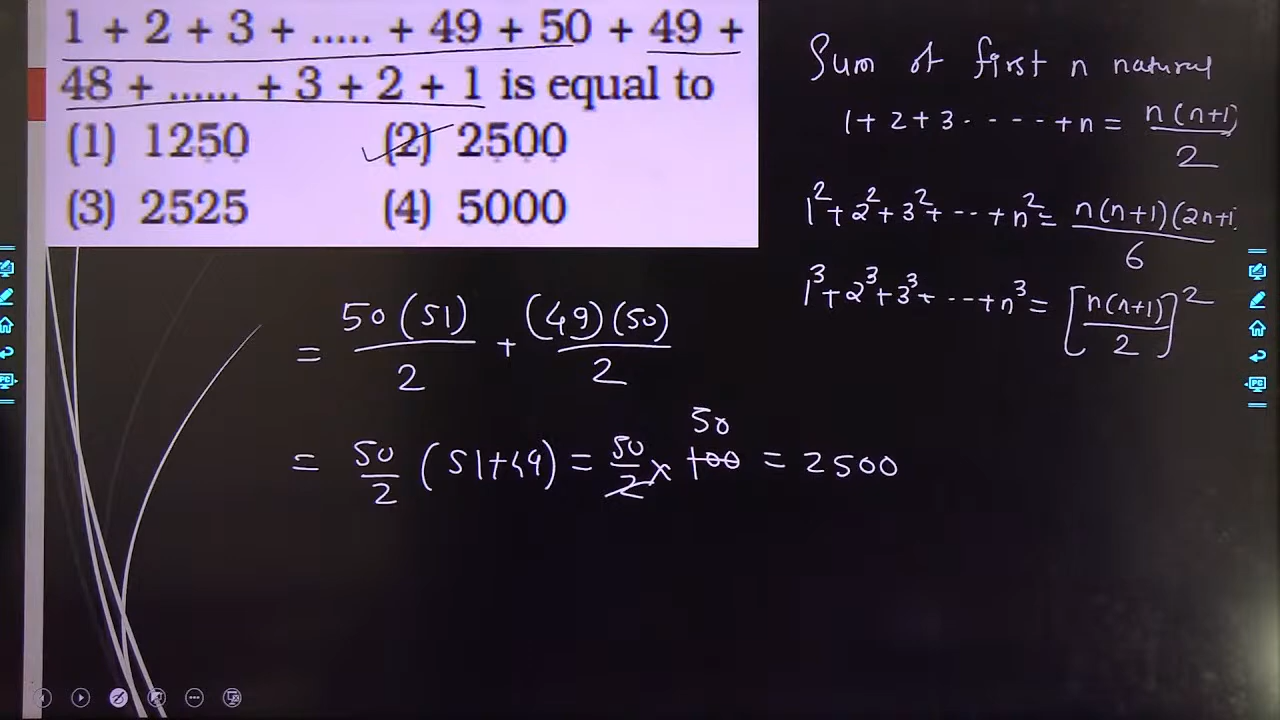 1 + 2 + 3 + ..... + 49 + 50 + 49 +
48 + ...... + 3 + 2 + 1 is equal to
(1) 1250 (2) 2500
(3) 2525 (4) 5000
Sum of first n natural
1 + 2 + 3 ..... + n = n(n+1)/2
1² + 2² + 3² + ... + n² = n(n+1)(2n+1/6
1³ + 2³ + 3³ + ... + n³ = [n(n+1)/2]²
= 50(51)/2 + (49)(50)/2
50
= 50/2 (51+49) = 50/2 × 100 = 2500